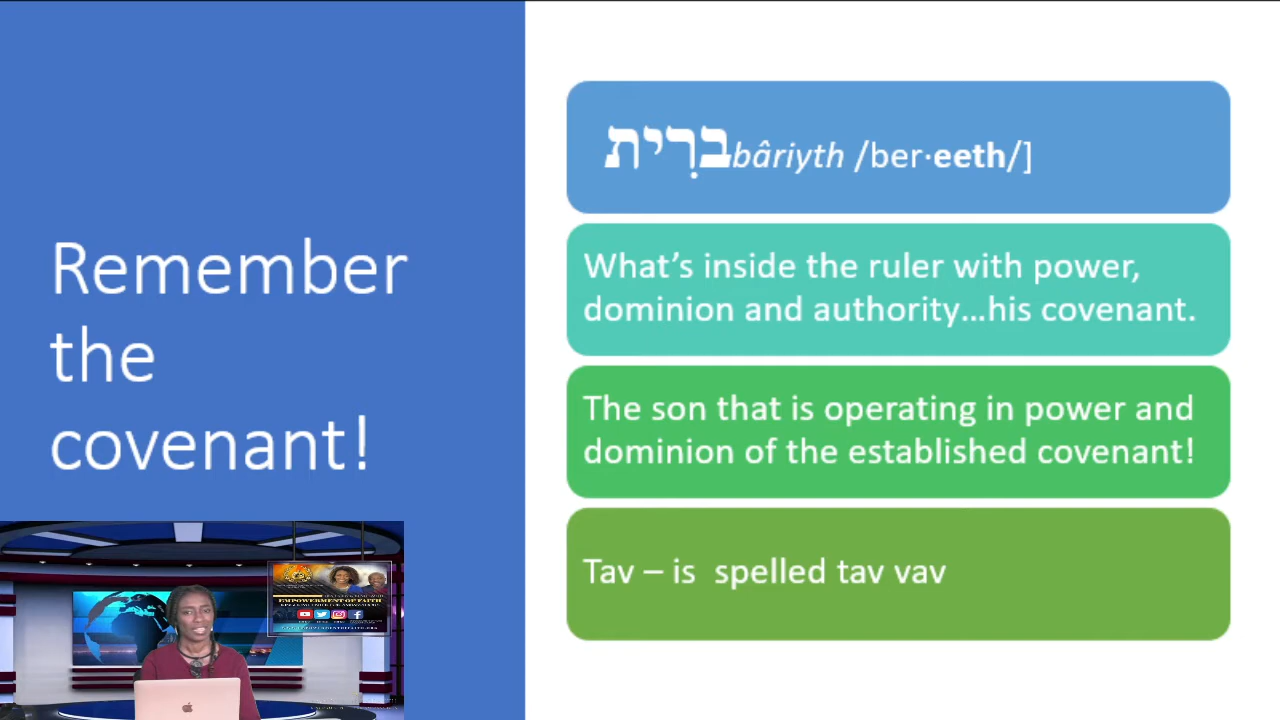 Remember
the
covenant!
בּרִית bâriyth /ber·eeth/]
What's inside the ruler with power,
dominion and authority...his covenant.
The son that is operating in power and
dominion of the established covenant!
Tav – is spelled tav vav
EMPOWERMENT OF FAITH